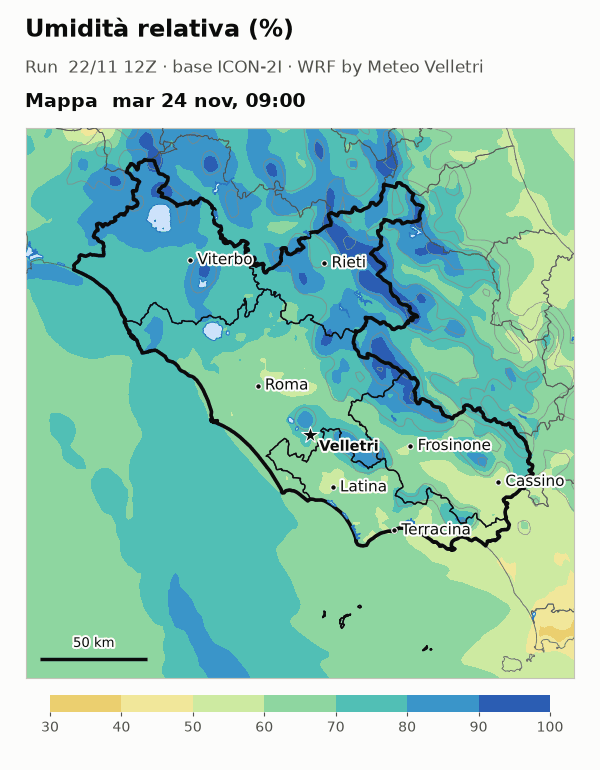 Umidità relativa (%)
Run  22/11 12Z · base ICON-2I · WRF by Meteo Velletri
Mappa  mar 24 nov, 09:00
Viterbo
Rieti
Roma
Velletri
Frosinone
Latina
Cassino
Terracina
50 km
30 40 50 60 70 80 90 100